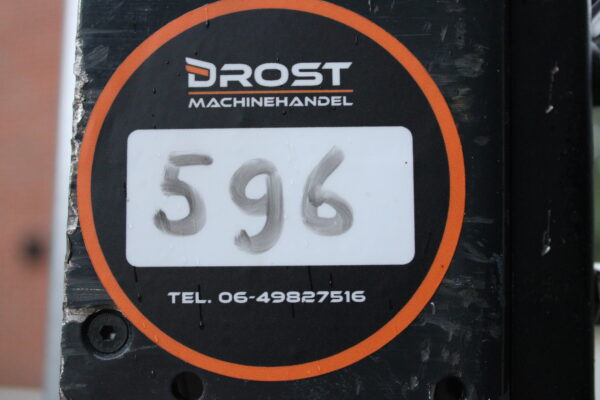 DROST
MACHINEHANDEL
596
TEL. 06-49827516